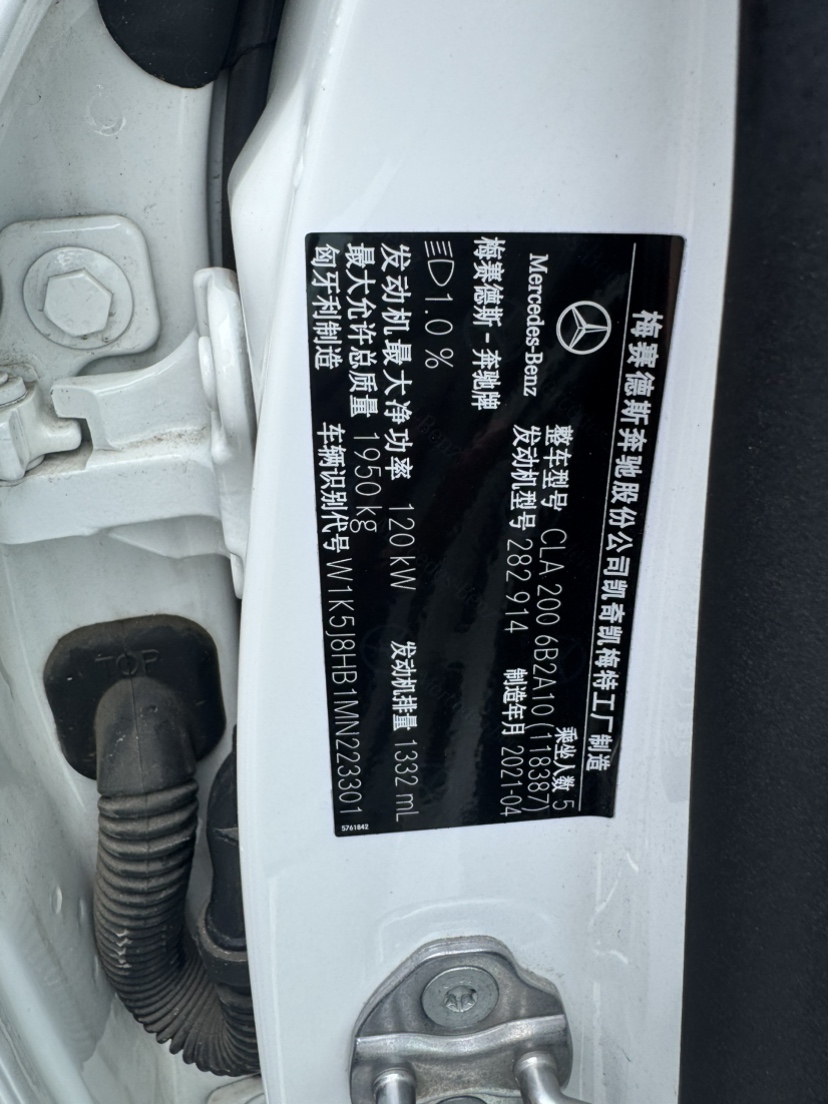 梅赛德斯奔驰股份公司凯奇凯梅特工厂制造
乘坐人数 5
Mercedes-Benz
整车型号 CLA 200 6B2A10 (118387)
发动机型号 282 914
制造年月 2021-04
梅赛德斯-奔驰牌
1.0 %
发动机最大净功率 120 kW
发动机排量 1332 mL
最大允许总质量 1950 kg
匈牙利制造
车辆识别代号 W1K5J8HB1MN223301
5761842
TOP